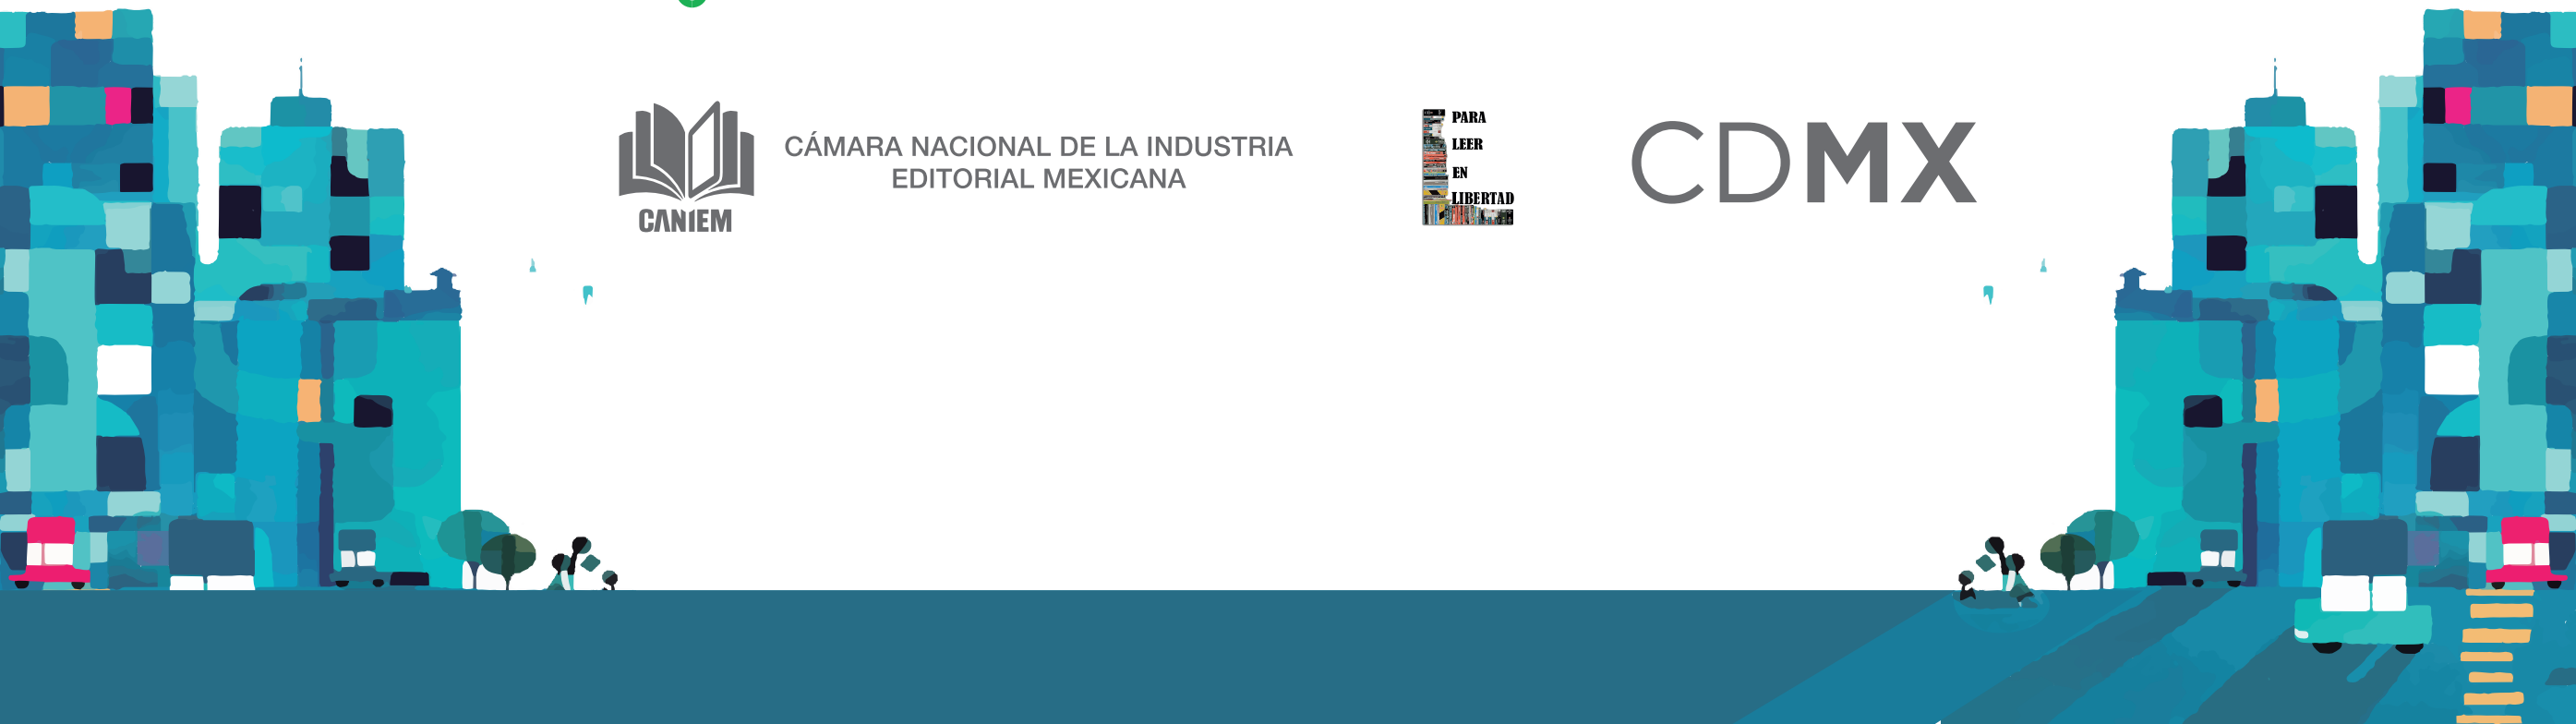 CANIEM
CÁMARA NACIONAL DE LA INDUSTRIA
EDITORIAL MEXICANA
PARA
LEER
EN
LIBERTAD
CDMX